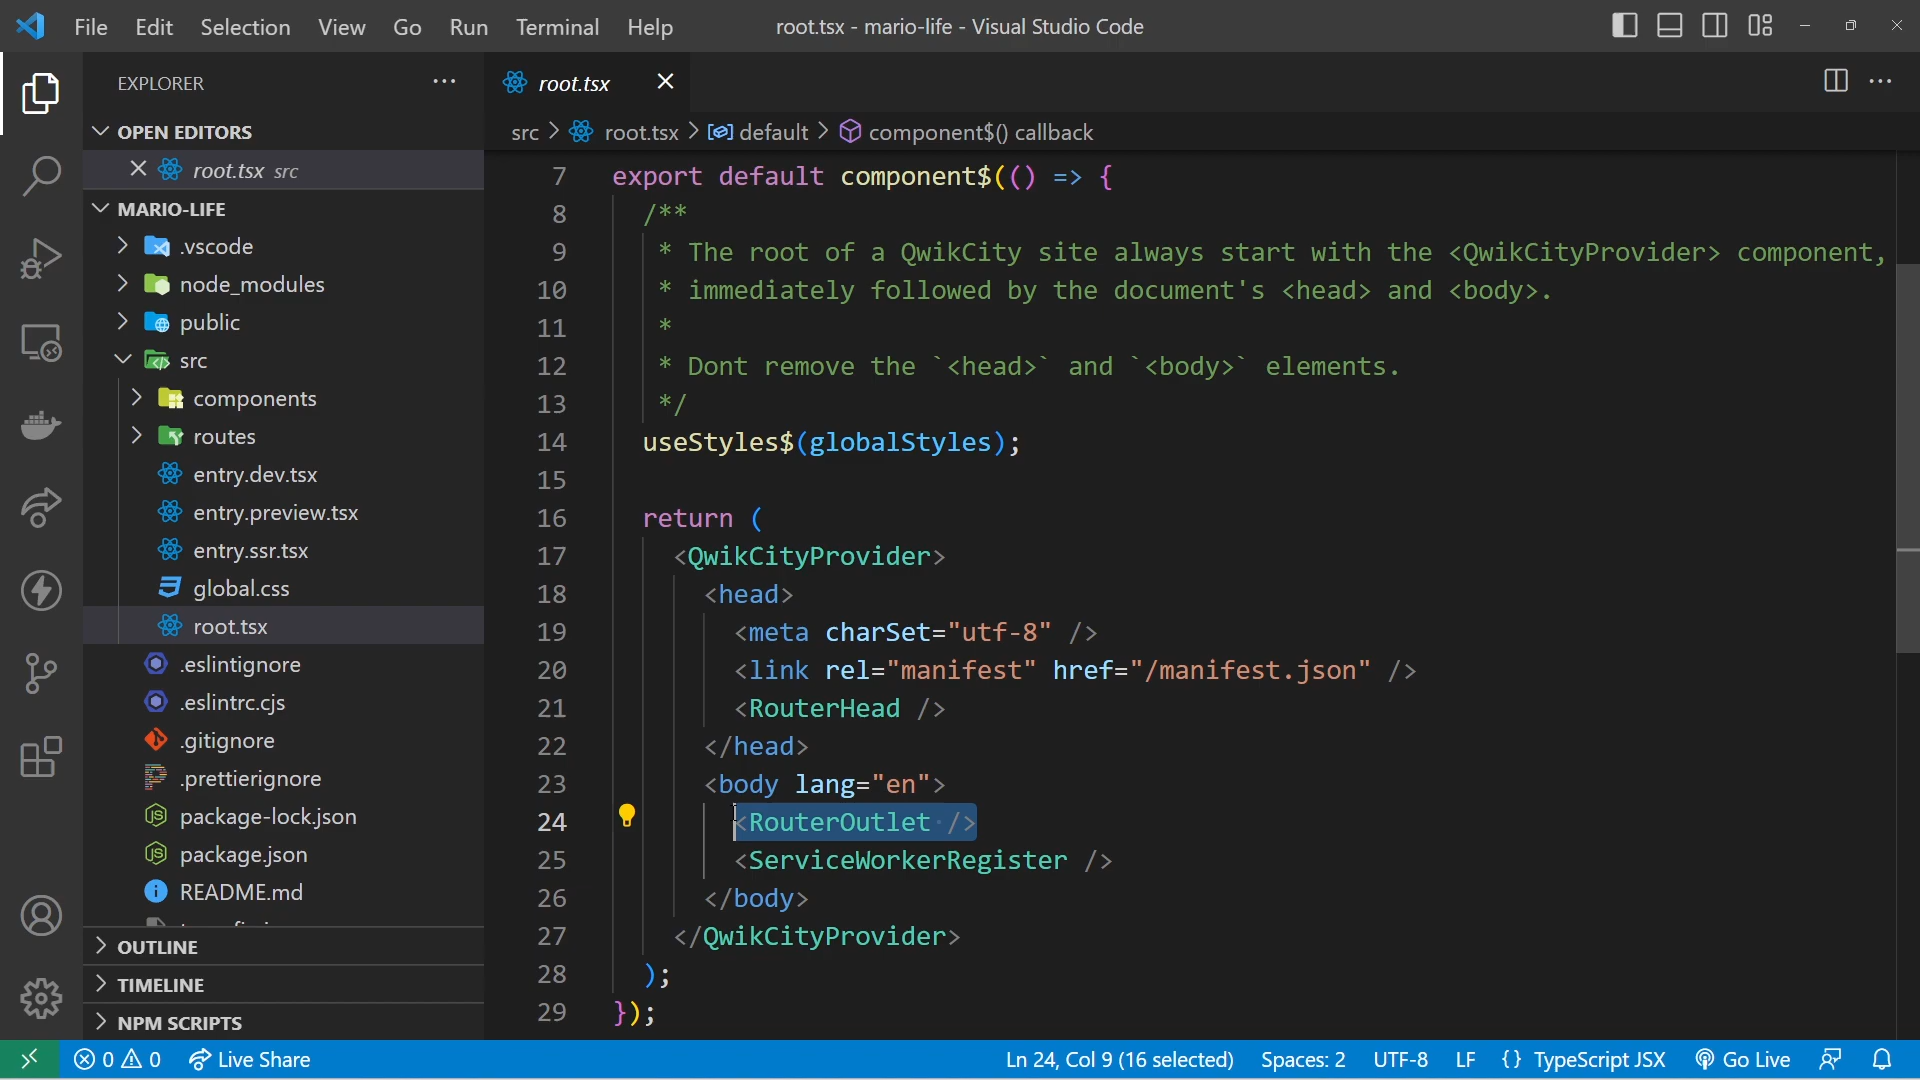 File Edit Selection View Go Run Terminal Help root.tsx - mario-life - Visual Studio Code
EXPLORER
OPEN EDITORS
root.tsx src
MARIO-LIFE
.vscode
node_modules
public
src
components
routes
entry.dev.tsx
entry.preview.tsx
entry.ssr.tsx
global.css
root.tsx
.eslintignore
.eslintrc.cjs
.gitignore
.prettierignore
package-lock.json
package.json
README.md
OUTLINE
TIMELINE
NPM SCRIPTS
root.tsx
src > root.tsx > default > component$() callback
7 export default component$(() => {
8 /**
9 * The root of a QwikCity site always start with the <QwikCityProvider> component,
10 * immediately followed by the document's <head> and <body>.
11 *
12 * Dont remove the `<head>` and `<body>` elements.
13 */
14 useStyles$(globalStyles);
15
16 return (
17 <QwikCityProvider>
18 <head>
19 <meta charSet="utf-8" />
20 <link rel="manifest" href="/manifest.json" />
21 <RouterHead />
22 </head>
23 <body lang="en">
24 <RouterOutlet />
25 <ServiceWorkerRegister />
26 </body>
27 </QwikCityProvider>
28 );
29 });
0 0 Live Share Ln 24, Col 9 (16 selected) Spaces: 2 UTF-8 LF {} TypeScript JSX Go Live